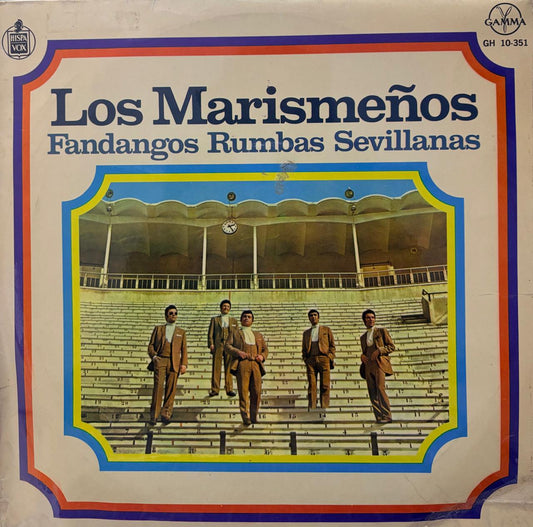 HISPA
VOX
GAMMA
GH 10-351
Los Marismeños
Fandangos Rumbas Sevillanas